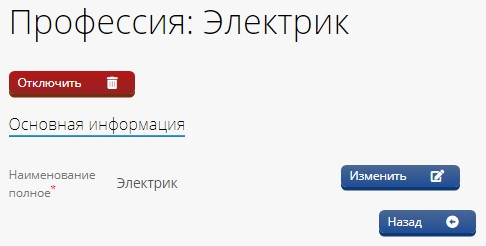 Профессия: Электрик
Отключить
Основная информация
Наименование
полное*
Электрик
Изменить
Назад